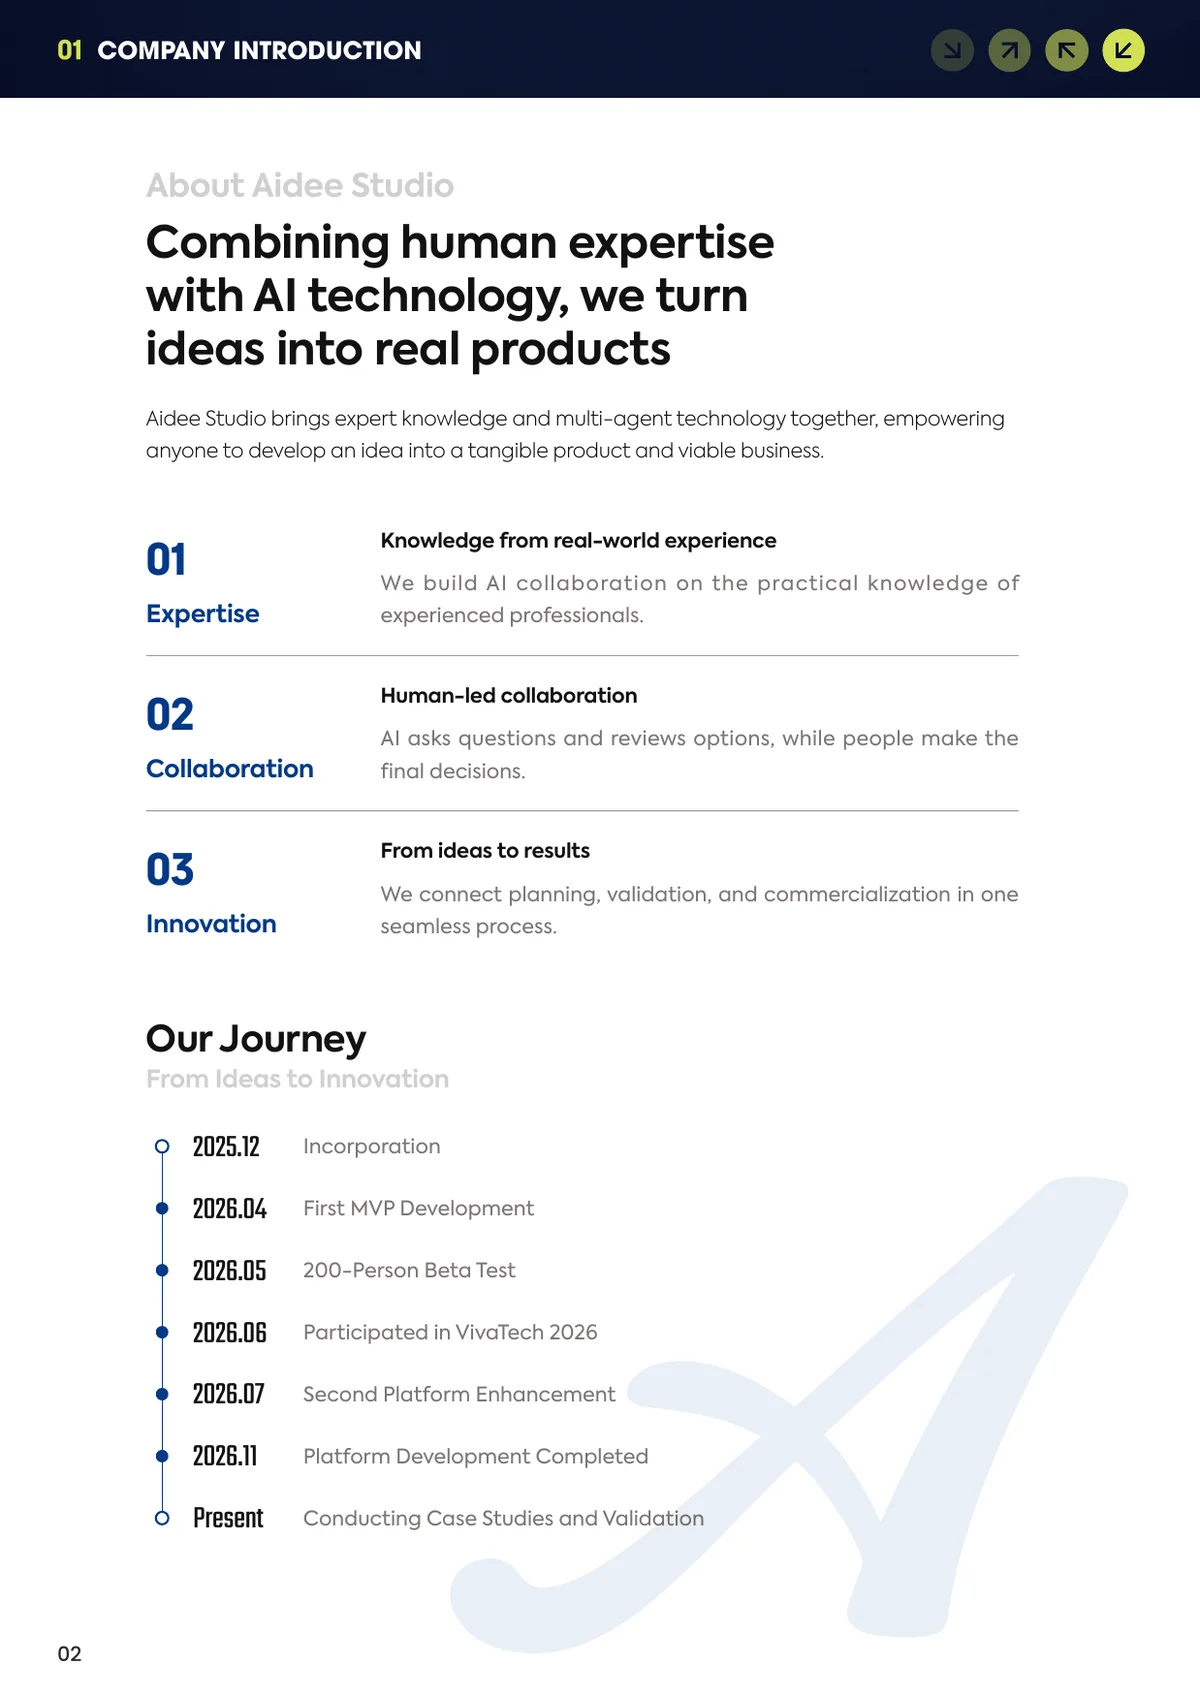 01 COMPANY INTRODUCTION
About Aidee Studio
Combining human expertise
with AI technology, we turn
ideas into real products
Aidee Studio brings expert knowledge and multi-agent technology together, empowering
anyone to develop an idea into a tangible product and viable business.
01
Expertise
Knowledge from real-world experience
We build AI collaboration on the practical knowledge of
experienced professionals.
02
Collaboration
Human-led collaboration
AI asks questions and reviews options, while people make the
final decisions.
03
Innovation
From ideas to results
We connect planning, validation, and commercialization in one
seamless process.
Our Journey
From Ideas to Innovation
2025.12 Incorporation
2026.04 First MVP Development
2026.05 200-Person Beta Test
2026.06 Participated in VivaTech 2026
2026.07 Second Platform Enhancement
2026.11 Platform Development Completed
Present Conducting Case Studies and Validation
A
02